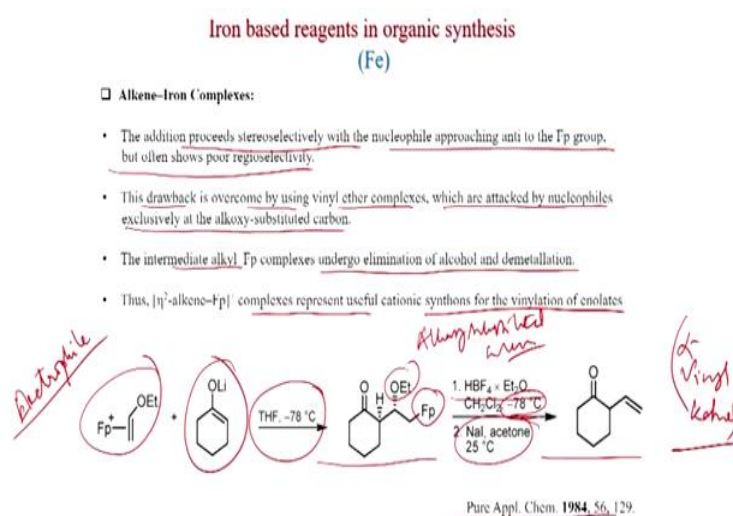 Iron based reagents in organic synthesis
(Fe)
Alkene–Iron Complexes:
• The addition proceeds stereoselectively with the nucleophile approaching anti to the Fp group,
but often shows poor regioselectivity.
• This drawback is overcome by using vinyl ether complexes, which are attacked by nucleophiles
exclusively at the alkoxy-substituted carbon.
• The intermediate alkyl Fp complexes undergo elimination of alcohol and demetallation.
• Thus, [η²-alkene–Fp]⁺ complexes represent useful cationic synthons for the vinylation of enolates
Electrophile
Fp⁺
OEt
+
OLi
THF, −78 °C
O
H
OEt
Fp
1. HBF₄ × Et₂O
CH₂Cl₂, −78 °C
2. NaI, acetone
25 °C
O
α-
Vinyl
Pure Appl. Chem. 1984, 56, 129.